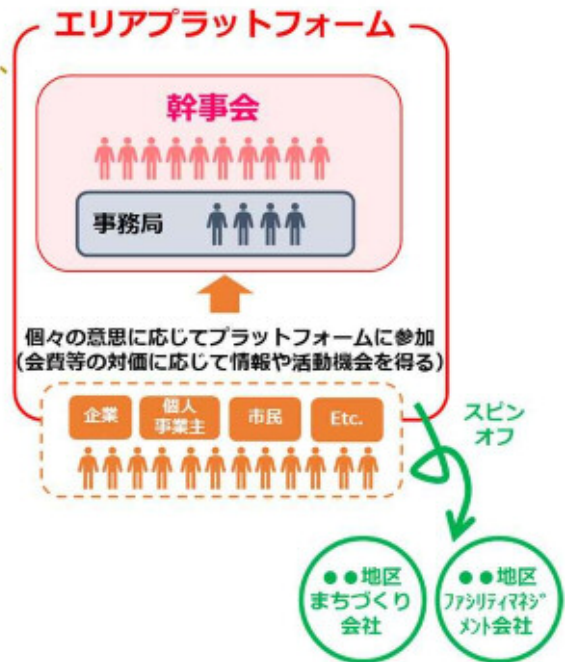 エリアプラットフォーム
幹事会
事務局
個々の意思に応じてプラットフォームに参加
(会費等の対価に応じて情報や活動機会を得る)
企業
個人
事業主
市民
Etc.
スピン
オフ
●●地区
まちづくり
会社
●●地区
ﾌｧｼﾘﾃｨﾏﾈｼﾞ
ﾒﾝﾄ会社